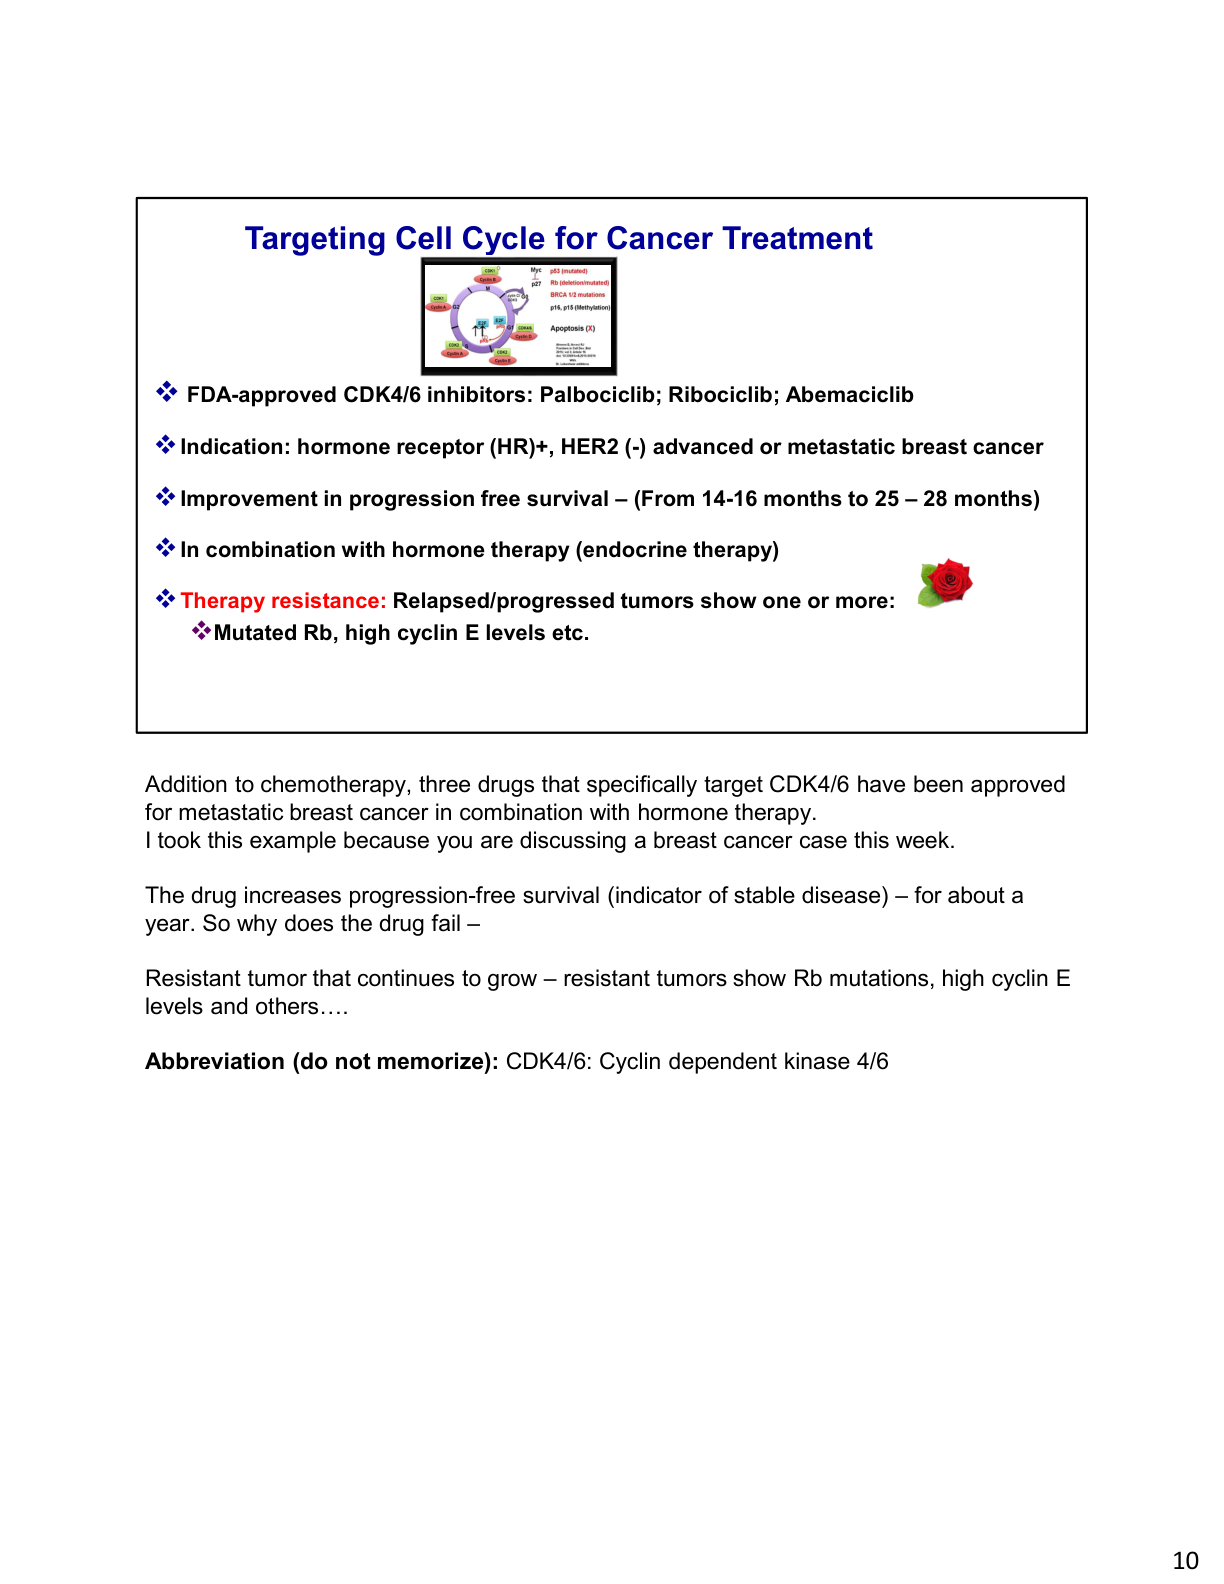 Targeting Cell Cycle for Cancer Treatment
CDK1
Cyclin B
M
Myc
p27
p53 (mutated)
Rb (deletion/mutated)
BRCA 1/2 mutations
p16, p15 (Methylation)
Apoptosis (X)
CDK1
Cyclin A
G2
G0
E2F
E2F
G1
CDK4/6
Cyclin D
S
CDK2
Cyclin A
CDK2
Cyclin E
❖ FDA-approved CDK4/6 inhibitors: Palbociclib; Ribociclib; Abemaciclib
❖ Indication: hormone receptor (HR)+, HER2 (-) advanced or metastatic breast cancer
❖ Improvement in progression free survival – (From 14-16 months to 25 – 28 months)
❖ In combination with hormone therapy (endocrine therapy)
❖ Therapy resistance: Relapsed/progressed tumors show one or more:
❖Mutated Rb, high cyclin E levels etc.
Addition to chemotherapy, three drugs that specifically target CDK4/6 have been approved
for metastatic breast cancer in combination with hormone therapy.
I took this example because you are discussing a breast cancer case this week.
The drug increases progression-free survival (indicator of stable disease) – for about a
year. So why does the drug fail –
Resistant tumor that continues to grow – resistant tumors show Rb mutations, high cyclin E
levels and others….
Abbreviation (do not memorize): CDK4/6: Cyclin dependent kinase 4/6
10